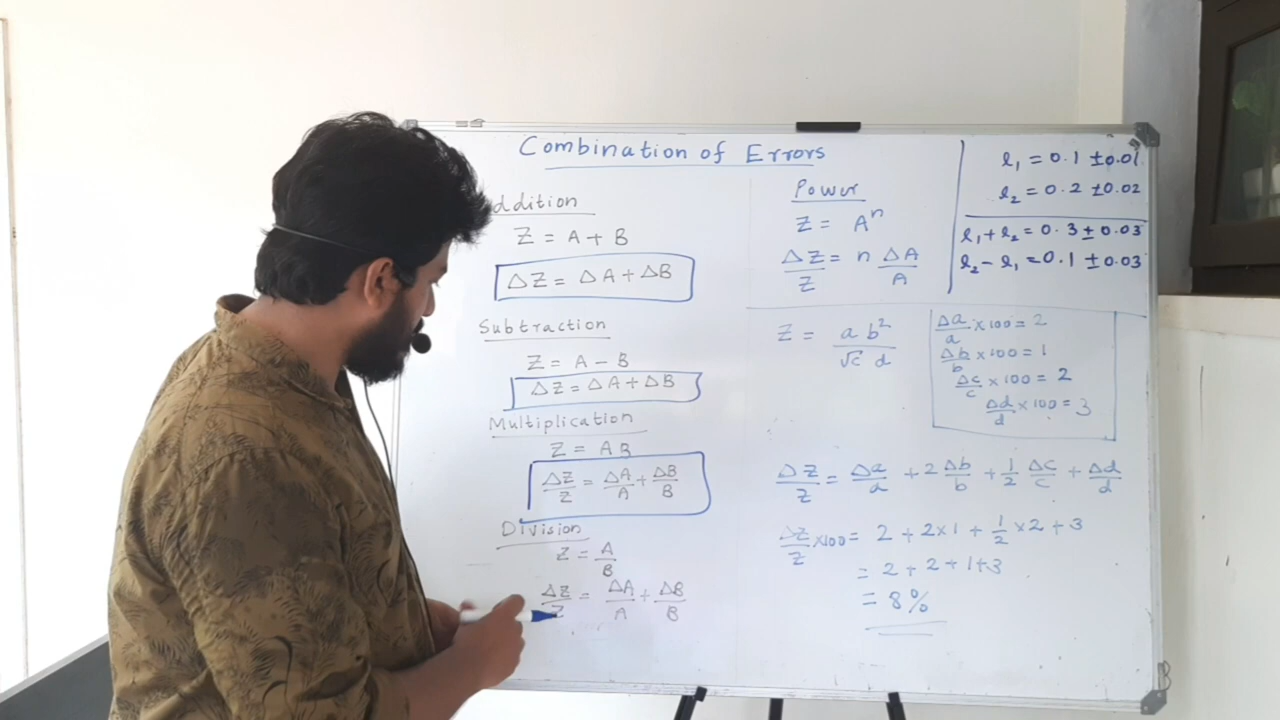 Combination of Errors
ddition
Z = A + B
ΔZ = ΔA + ΔB
Subtraction
Z = A - B
ΔZ = ΔA + ΔB
Multiplication
Z = AB
ΔZ/Z = ΔA/A + ΔB/B
Division
Z = A/B
ΔZ/Z = ΔA/A + ΔB/B
Power
Z = Aⁿ
ΔZ/Z = n ΔA/A
l₁ = 0.1 ±0.01
l₂ = 0.2 ±0.02
l₁ + l₂ = 0.3 ± 0.03
l₂ - l₁ = 0.1 ± 0.03
Z = a b²/√c d
Δa/a × 100 = 2
Δb/b × 100 = 1
Δc/c × 100 = 2
Δd/d × 100 = 3
ΔZ/Z = Δa/a + 2 Δb/b + 1/2 Δc/c + Δd/d
ΔZ/Z × 100 = 2 + 2×1 + 1/2 × 2 + 3
= 2 + 2 + 1 + 3
= 8%